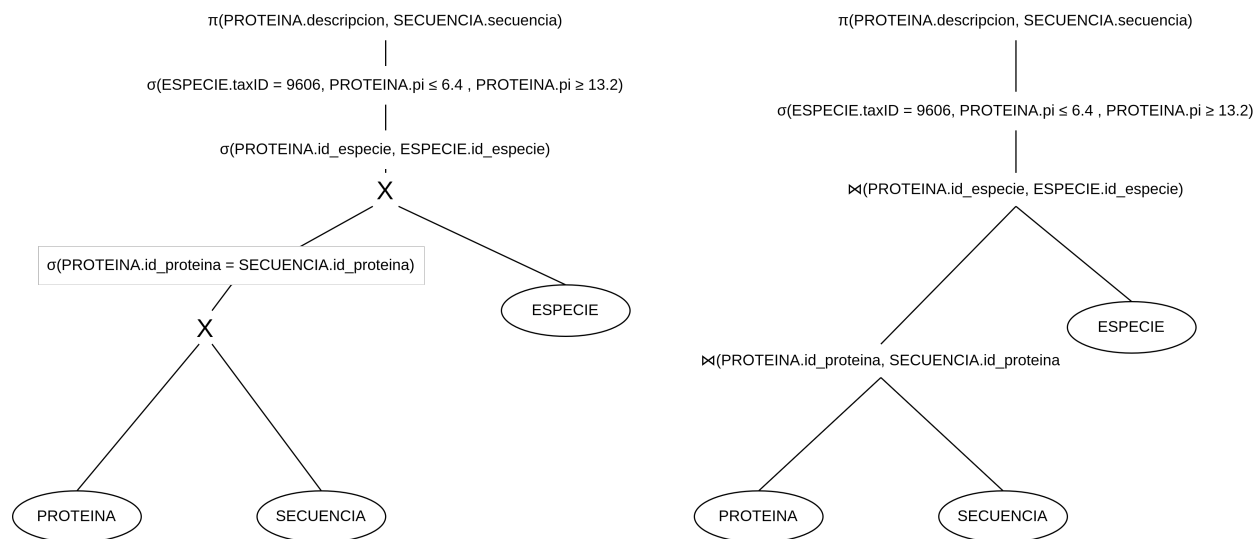 π(PROTEINA.descripcion, SECUENCIA.secuencia)
σ(ESPECIE.taxID = 9606, PROTEINA.pi ≤ 6.4 , PROTEINA.pi ≥ 13.2)
σ(PROTEINA.id_especie, ESPECIE.id_especie)
X
σ(PROTEINA.id_proteina = SECUENCIA.id_proteina)
ESPECIE
X
PROTEINA
SECUENCIA
π(PROTEINA.descripcion, SECUENCIA.secuencia)
σ(ESPECIE.taxID = 9606, PROTEINA.pi ≤ 6.4 , PROTEINA.pi ≥ 13.2)
⋈(PROTEINA.id_especie, ESPECIE.id_especie)
ESPECIE
⋈(PROTEINA.id_proteina, SECUENCIA.id_proteina
PROTEINA
SECUENCIA